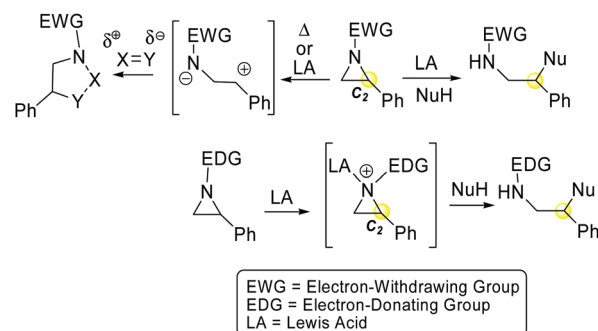 EWG
N
δ⊕
δ⊖
X
Y
Ph
X=Y
EWG
N
⊖
⊕
Ph
Δ
or
LA
EWG
N
C₂
Ph
LA
NuH
EWG
HN
Nu
Ph
EDG
N
Ph
LA
LA
⊕
EDG
N
C₂
Ph
NuH
EDG
HN
Nu
Ph
EWG = Electron-Withdrawing Group
EDG = Electron-Donating Group
LA = Lewis Acid